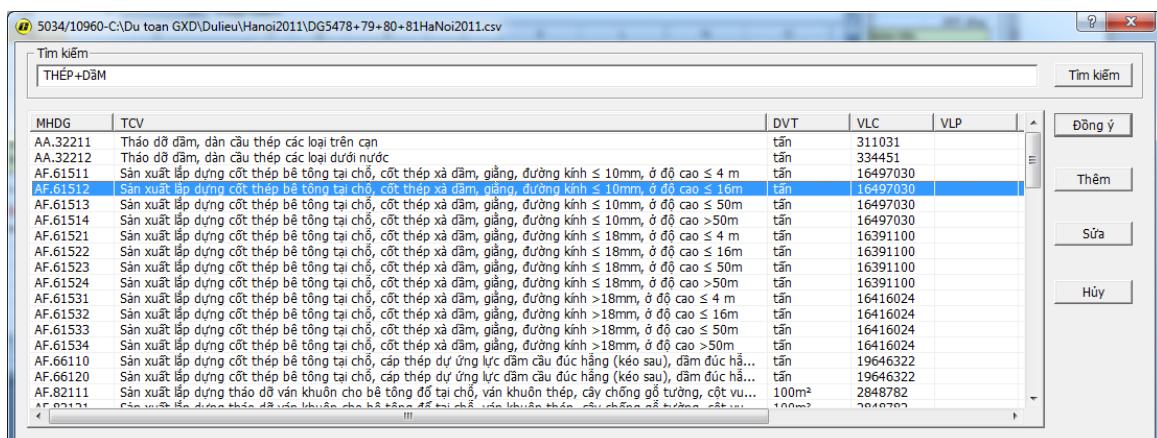 5034/10960-C:\Du toan GXD\Dulieu\Hanoi2011\DG5478+79+80+81HaNoi2011.csv
Tìm kiếm
THÉP+DầM Tìm kiếm
MHDG TCV DVT VLC VLP
Đồng ý
AA.32211 Tháo dỡ dầm, dàn cầu thép các loại trên cạn tấn 311031
AA.32212 Tháo dỡ dầm, dàn cầu thép các loại dưới nước tấn 334451
AF.61511 Sản xuất lắp dựng cốt thép bê tông tại chỗ, cốt thép xà dầm, giằng, đường kính ≤ 10mm, ở độ cao ≤ 4 m tấn 16497030
Thêm
AF.61512 Sản xuất lắp dựng cốt thép bê tông tại chỗ, cốt thép xà dầm, giằng, đường kính ≤ 10mm, ở độ cao ≤ 16m tấn 16497030
AF.61513 Sản xuất lắp dựng cốt thép bê tông tại chỗ, cốt thép xà dầm, giằng, đường kính ≤ 10mm, ở độ cao ≤ 50m tấn 16497030
AF.61514 Sản xuất lắp dựng cốt thép bê tông tại chỗ, cốt thép xà dầm, giằng, đường kính ≤ 10mm, ở độ cao >50m tấn 16497030
AF.61521 Sản xuất lắp dựng cốt thép bê tông tại chỗ, cốt thép xà dầm, giằng, đường kính ≤ 18mm, ở độ cao ≤ 4 m tấn 16391100
Sửa
AF.61522 Sản xuất lắp dựng cốt thép bê tông tại chỗ, cốt thép xà dầm, giằng, đường kính ≤ 18mm, ở độ cao ≤ 16m tấn 16391100
AF.61523 Sản xuất lắp dựng cốt thép bê tông tại chỗ, cốt thép xà dầm, giằng, đường kính ≤ 18mm, ở độ cao ≤ 50m tấn 16391100
AF.61524 Sản xuất lắp dựng cốt thép bê tông tại chỗ, cốt thép xà dầm, giằng, đường kính ≤ 18mm, ở độ cao >50m tấn 16391100
AF.61531 Sản xuất lắp dựng cốt thép bê tông tại chỗ, cốt thép xà dầm, giằng, đường kính >18mm, ở độ cao ≤ 4 m tấn 16416024
Hủy
AF.61532 Sản xuất lắp dựng cốt thép bê tông tại chỗ, cốt thép xà dầm, giằng, đường kính >18mm, ở độ cao ≤ 16m tấn 16416024
AF.61533 Sản xuất lắp dựng cốt thép bê tông tại chỗ, cốt thép xà dầm, giằng, đường kính >18mm, ở độ cao ≤ 50m tấn 16416024
AF.61534 Sản xuất lắp dựng cốt thép bê tông tại chỗ, cốt thép xà dầm, giằng, đường kính >18mm, ở độ cao >50m tấn 16416024
AF.66110 Sản xuất lắp dựng cốt thép bê tông tại chỗ, cáp thép dự ứng lực dầm cầu đúc hẫng (kéo sau), dầm đúc hẫ... tấn 19646322
AF.66120 Sản xuất lắp dựng cốt thép bê tông tại chỗ, cáp thép dự ứng lực dầm cầu đúc hẫng (kéo sau), dầm đúc hẫ... tấn 19646322
AF.82111 Sản xuất lắp dựng tháo dỡ ván khuôn cho bê tông đổ tại chỗ, ván khuôn thép, cây chống gỗ tường, cột vu... 100m² 2848782